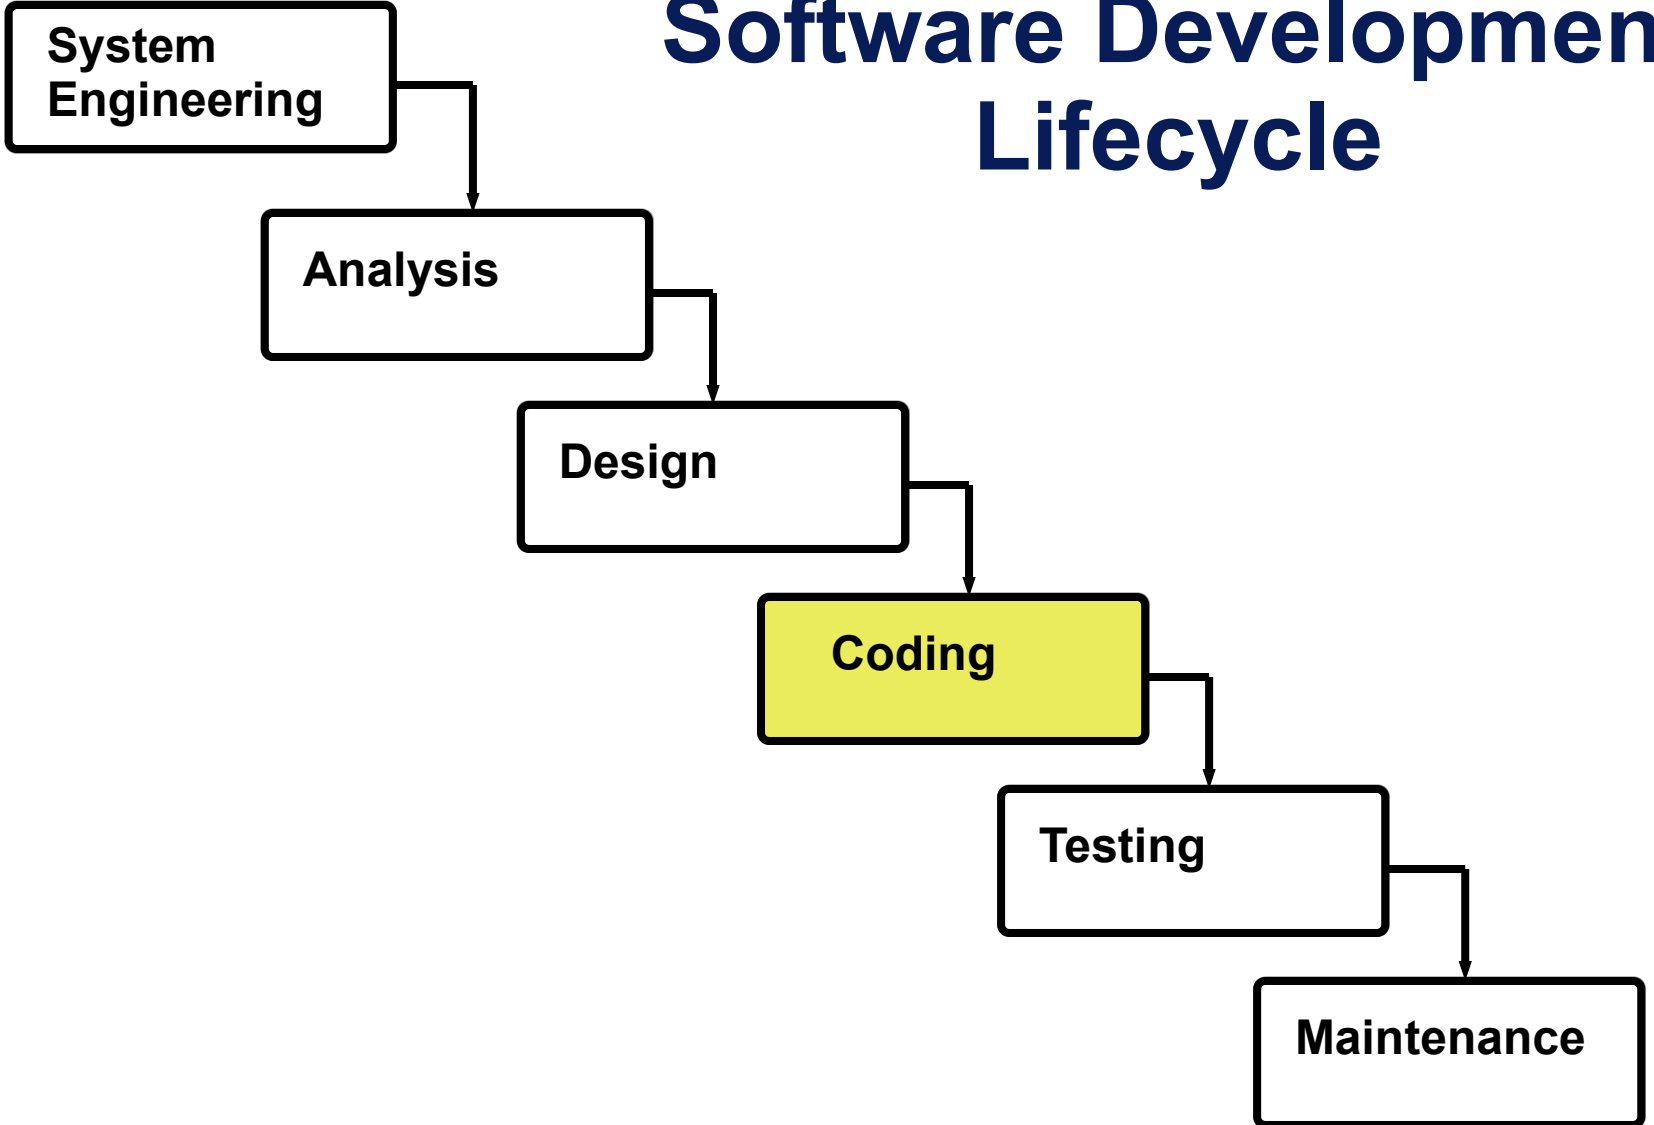 Software Developmen
Lifecycle
System
Engineering
Analysis
Design
Coding
Testing
Maintenance